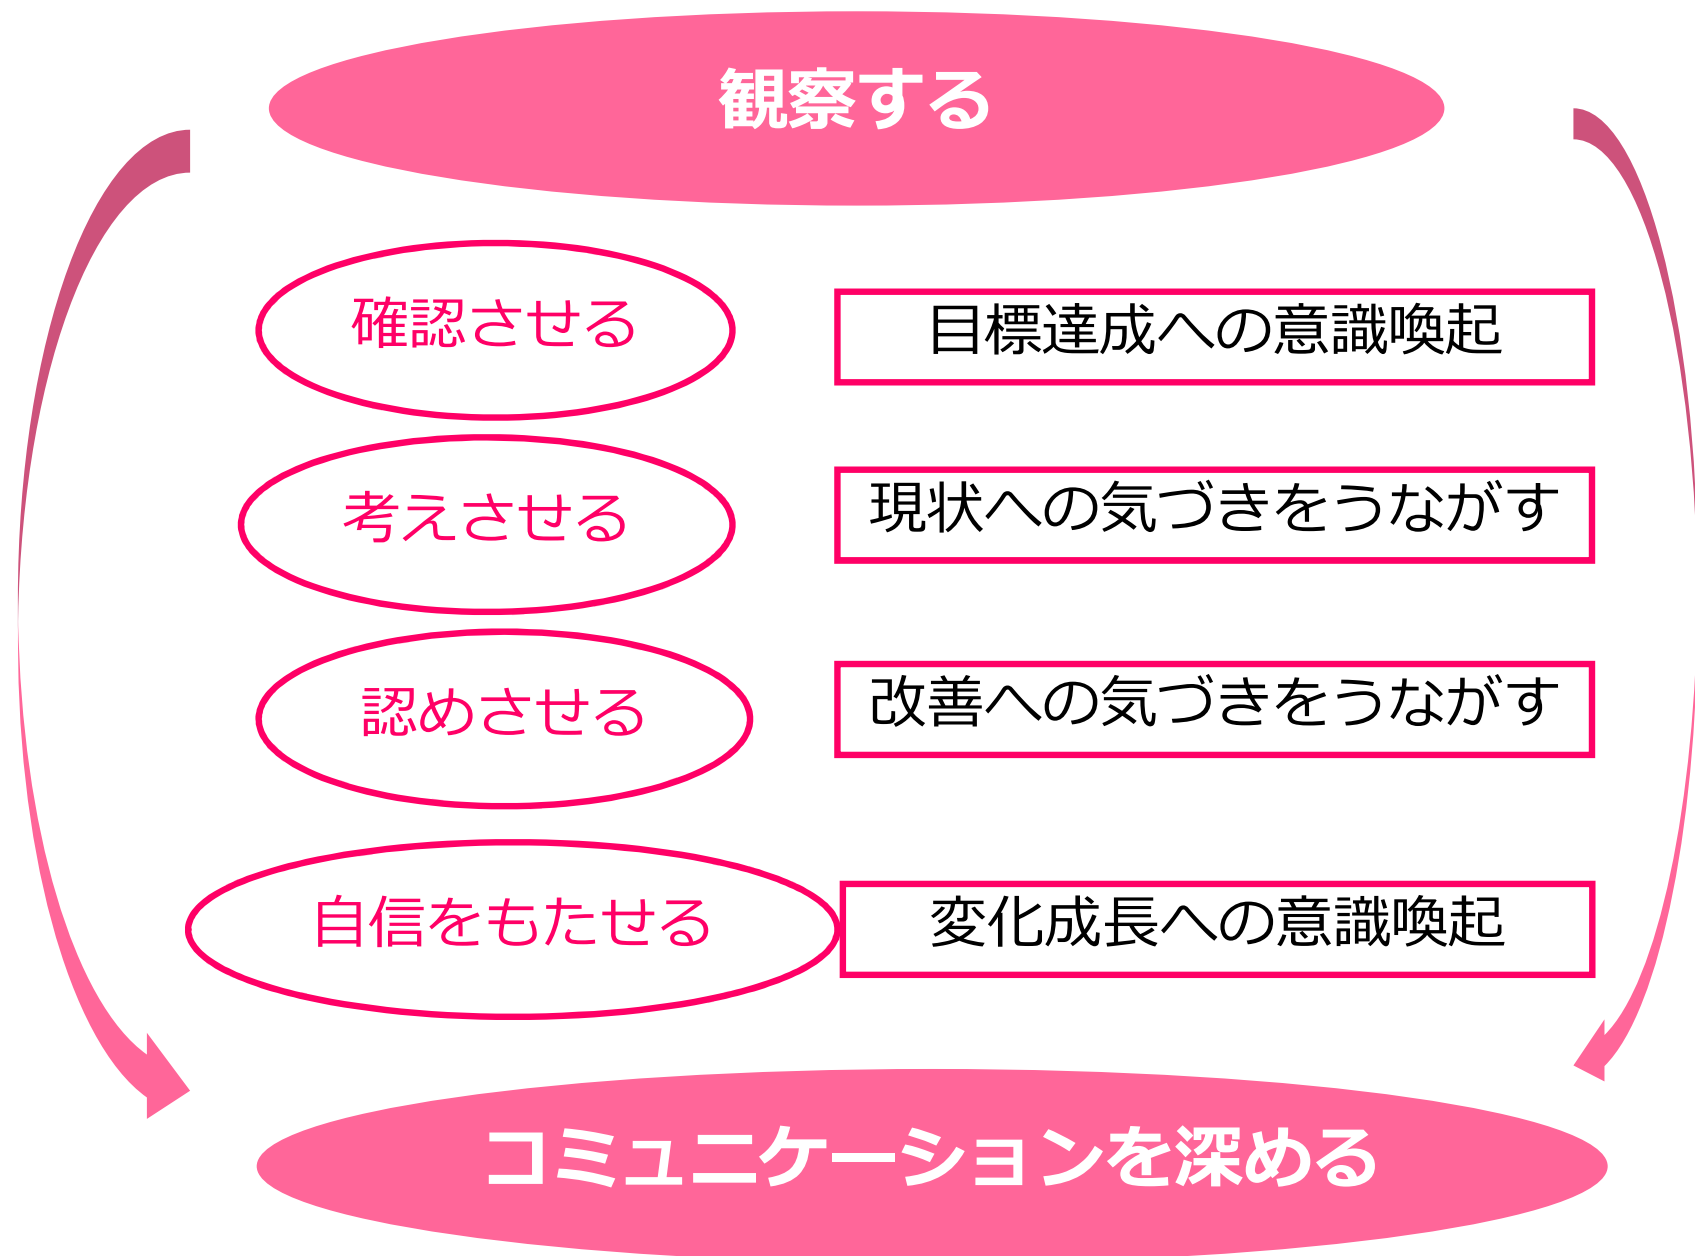 観察する
確認させる
目標達成への意識喚起
考えさせる
現状への気づきをうながす
認めさせる
改善への気づきをうながす
自信をもたせる
変化成長への意識喚起
コミュニケーションを深める